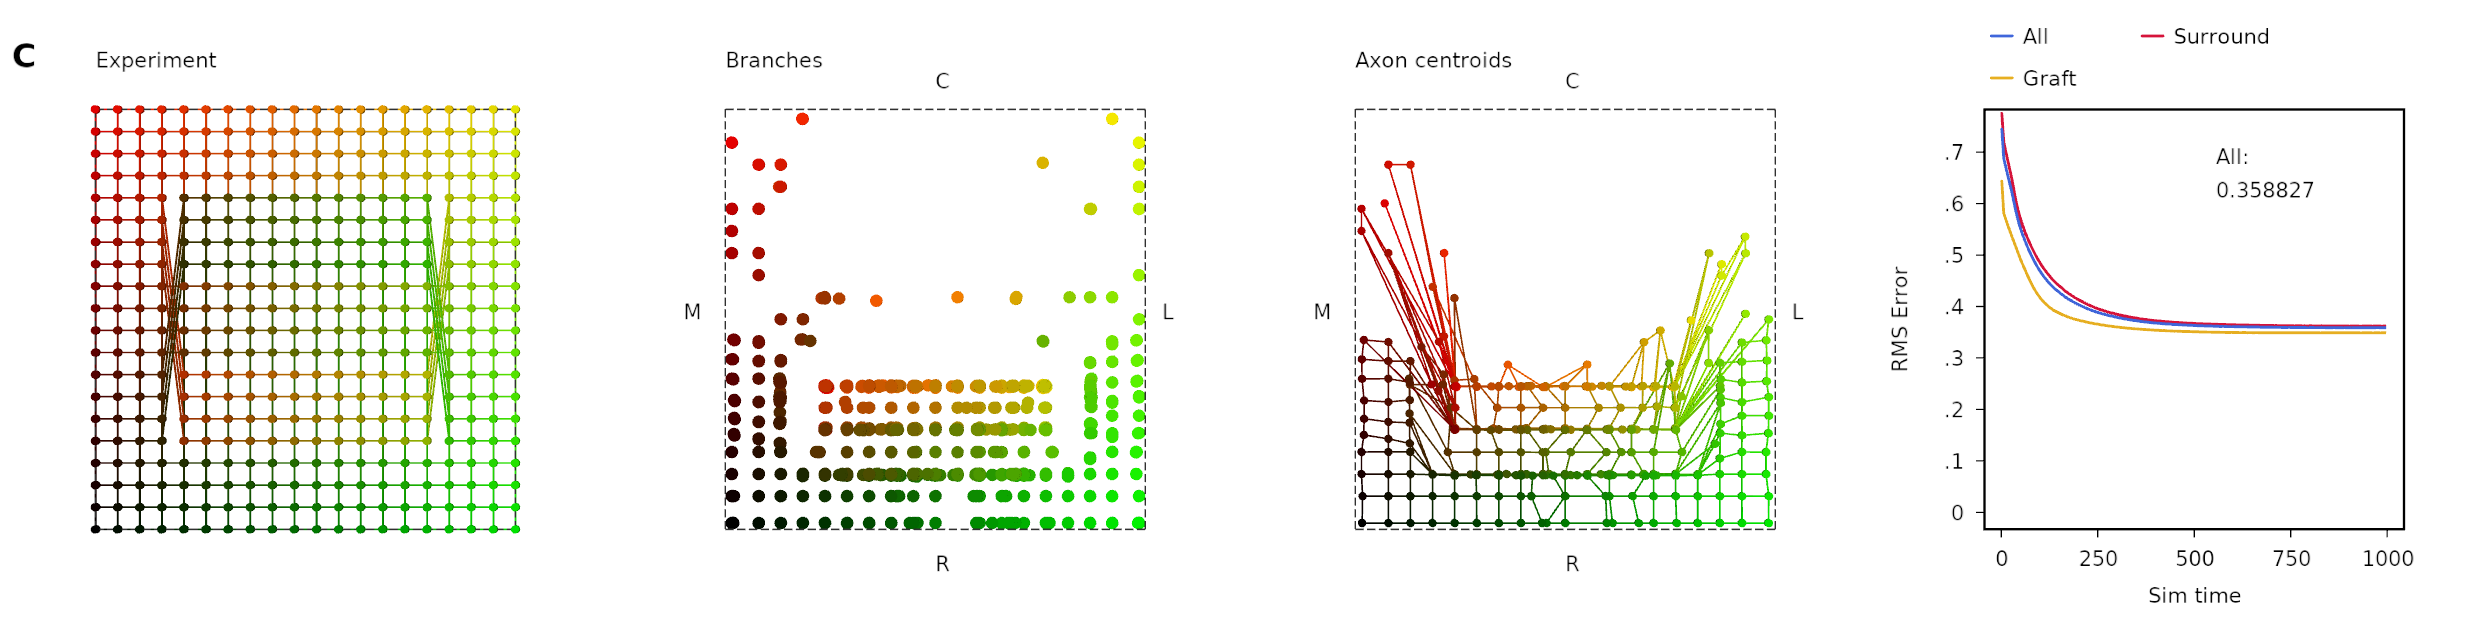 C
Experiment
Branches
C
M
L
R
Axon centroids
C
M
L
R
All
Surround
Graft
All:
0.358827
RMS Error
.7
.6
.5
.4
.3
.2
.1
0
0 250 500 750 1000
Sim time